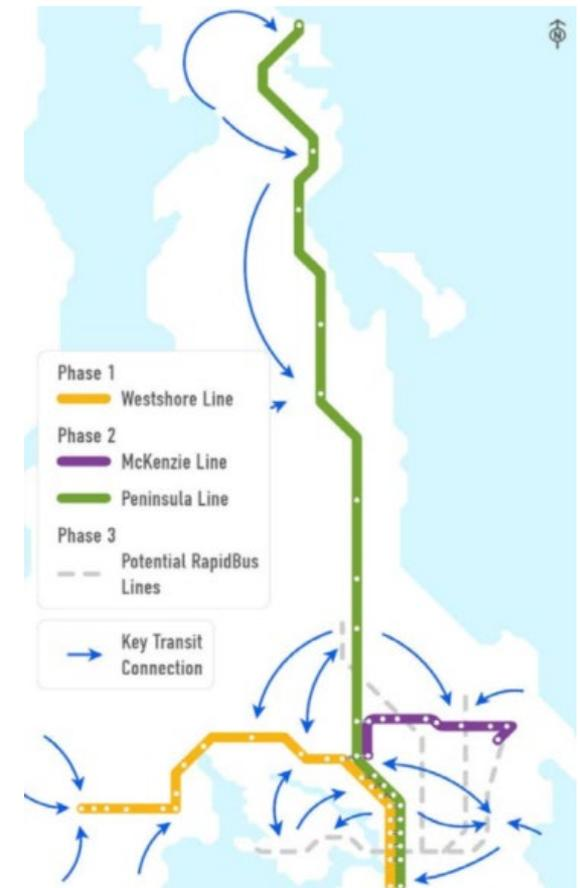 N
Phase 1
Westshore Line
Phase 2
McKenzie Line
Peninsula Line
Phase 3
Potential RapidBus
Lines
Key Transit
Connection